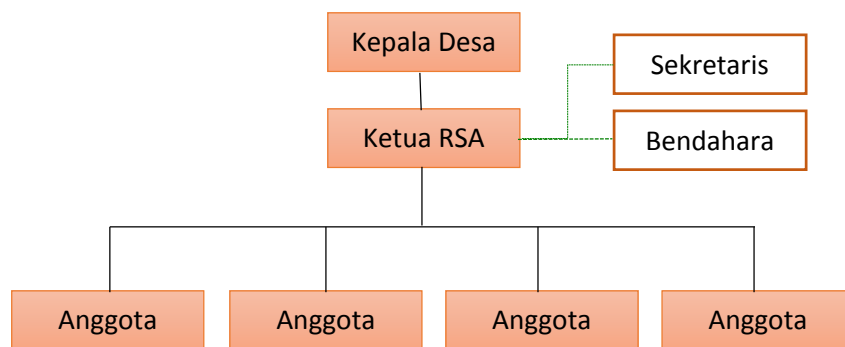 Kepala Desa
Sekretaris
Ketua RSA
Bendahara
Anggota
Anggota
Anggota
Anggota